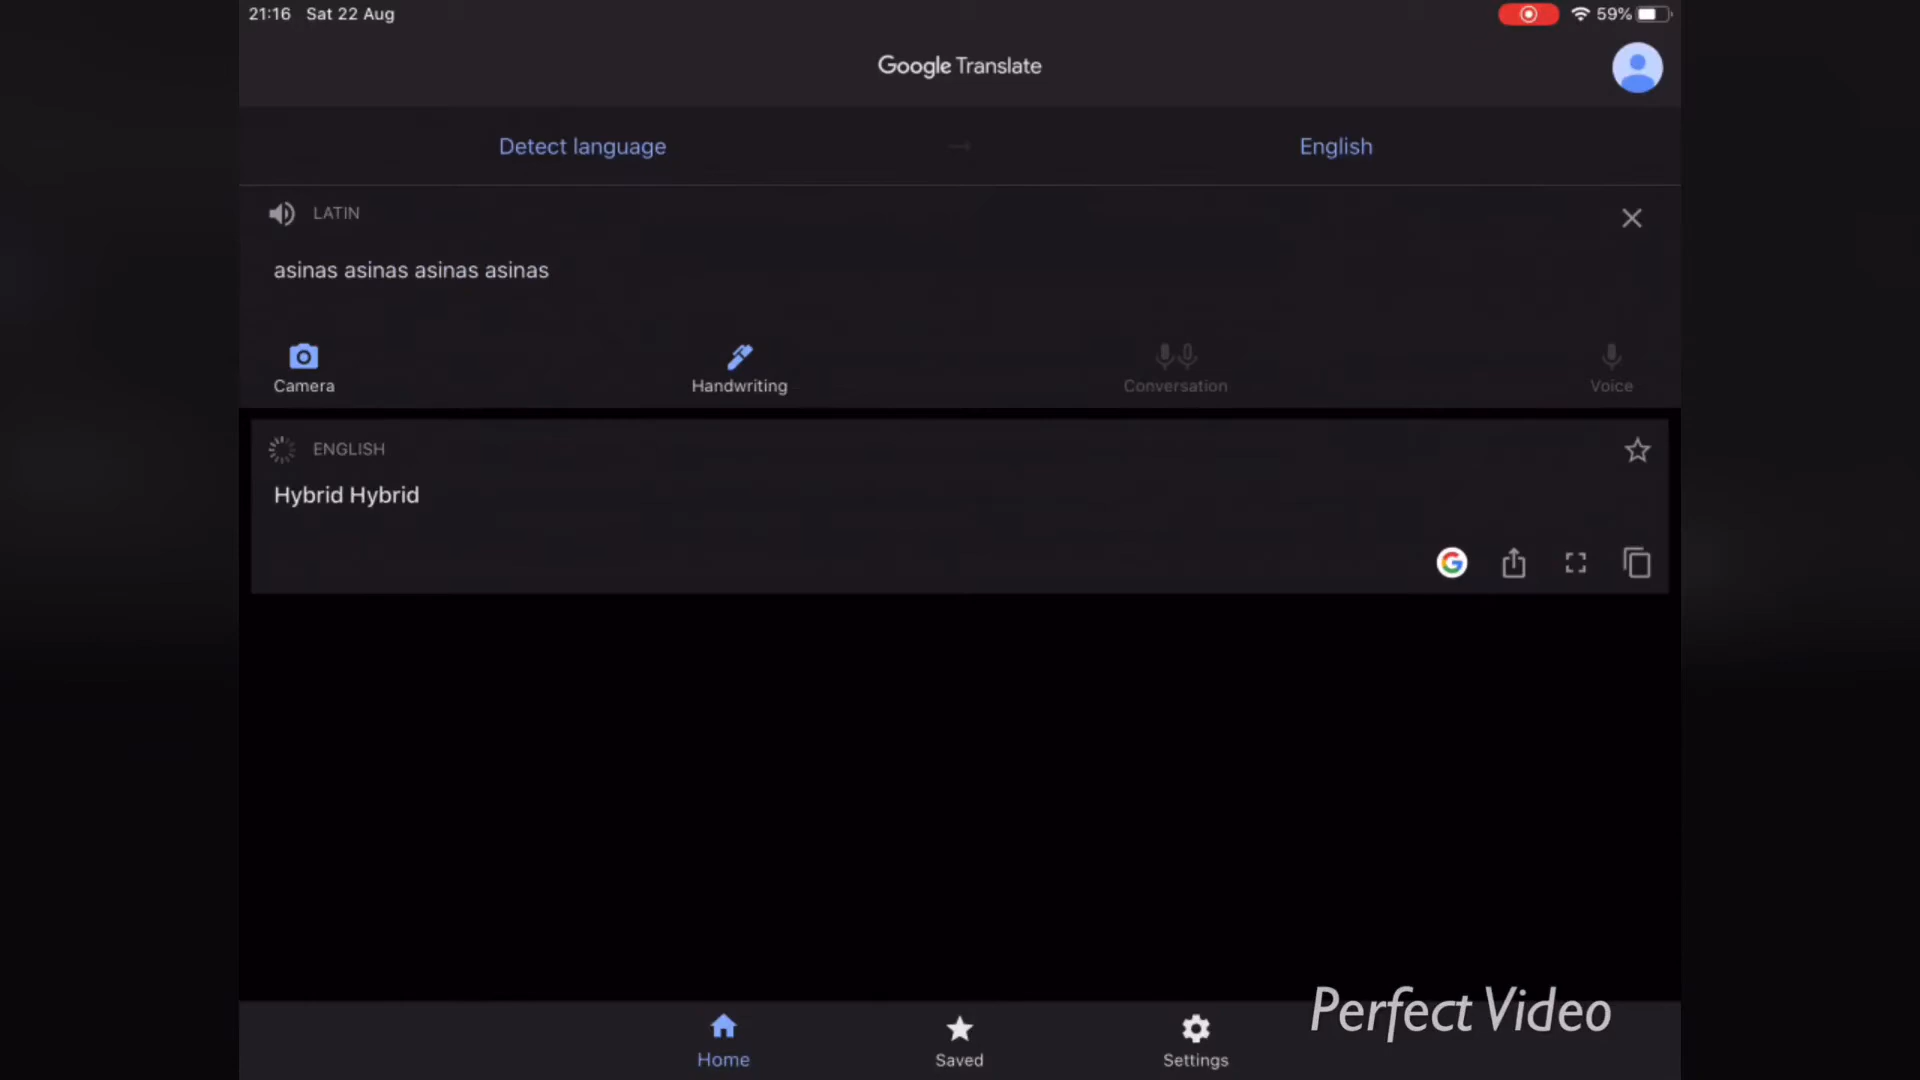 21:16 Sat 22 Aug 59%
Google Translate
Detect language → English
LATIN
asinas asinas asinas asinas
Camera Handwriting Conversation Voice
ENGLISH
Hybrid Hybrid
G
Perfect Video
Home Saved Settings